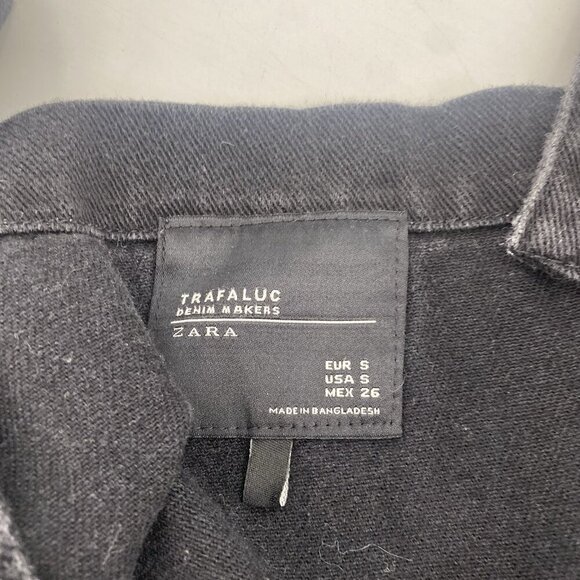 TRAFALUC
DENIM MAKERS
ZARA
EUR S
USA S
MEX 26
MADE IN BANGLADESH